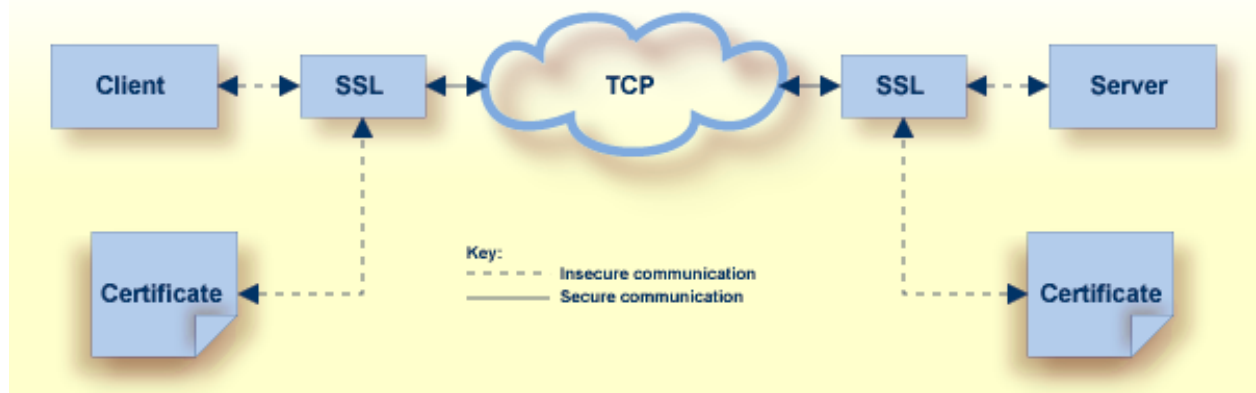 Client
SSL
TCP
SSL
Server
Certificate
Key:
Insecure communication
Secure communication
Certificate